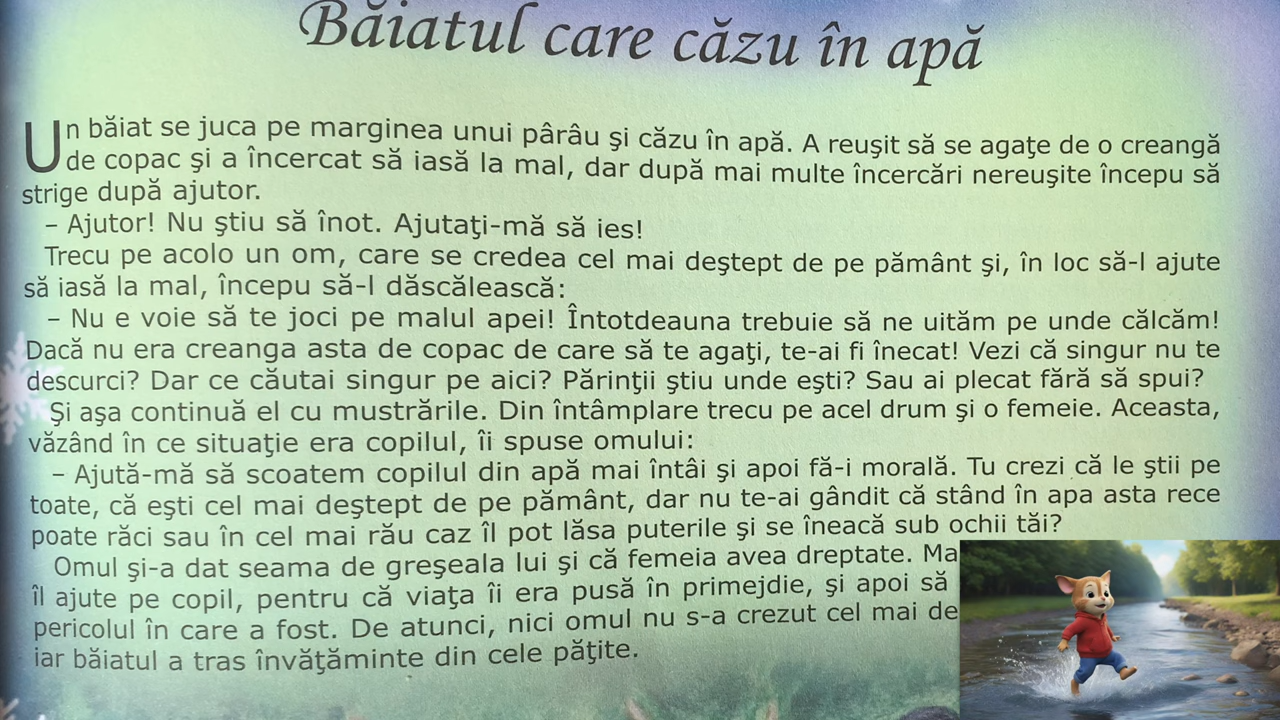 Băiatul care căzu în apă
Un băiat se juca pe marginea unui pârâu şi căzu în apă. A reuşit să se agaţe de o creangă
de copac şi a încercat să iasă la mal, dar după mai multe încercări nereuşite începu să
strige după ajutor.
– Ajutor! Nu ştiu să înot. Ajutaţi-mă să ies!
Trecu pe acolo un om, care se credea cel mai deştept de pe pământ şi, în loc să-l ajute
să iasă la mal, începu să-l dăscălească:
– Nu e voie să te joci pe malul apei! Întotdeauna trebuie să ne uităm pe unde călcăm!
Dacă nu era creanga asta de copac de care să te agaţi, te-ai fi înecat! Vezi că singur nu te
descurci? Dar ce căutai singur pe aici? Părinţii ştiu unde eşti? Sau ai plecat fără să spui?
Şi aşa continuă el cu mustrările. Din întâmplare trecu pe acel drum şi o femeie. Aceasta,
văzând în ce situaţie era copilul, îi spuse omului:
– Ajută-mă să scoatem copilul din apă mai întâi şi apoi fă-i morală. Tu crezi că le ştii pe
toate, că eşti cel mai deştept de pe pământ, dar nu te-ai gândit că stând în apa asta rece
poate răci sau în cel mai rău caz îl pot lăsa puterile şi se îneacă sub ochii tăi?
Omul şi-a dat seama de greşeala lui şi că femeia avea dreptate. Ma
îl ajute pe copil, pentru că viaţa îi era pusă în primejdie, şi apoi să
pericolul în care a fost. De atunci, nici omul nu s-a crezut cel mai de
iar băiatul a tras învăţăminte din cele păţite.